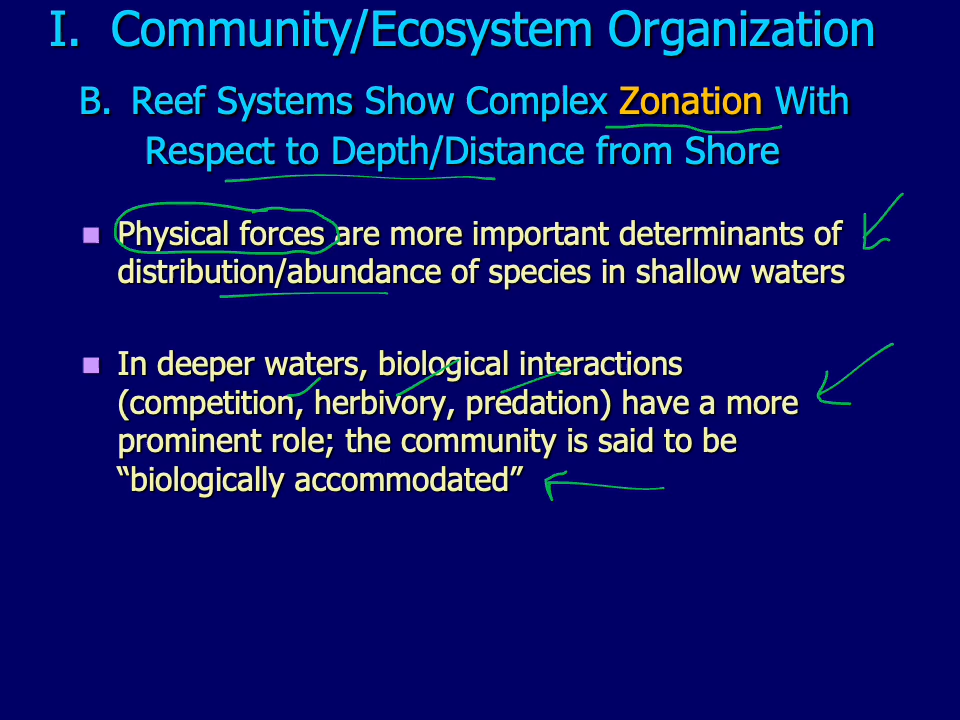 I. Community/Ecosystem Organization
B. Reef Systems Show Complex Zonation With
Respect to Depth/Distance from Shore
Physical forces are more important determinants of
distribution/abundance of species in shallow waters
In deeper waters, biological interactions
(competition, herbivory, predation) have a more
prominent role; the community is said to be
“biologically accommodated”